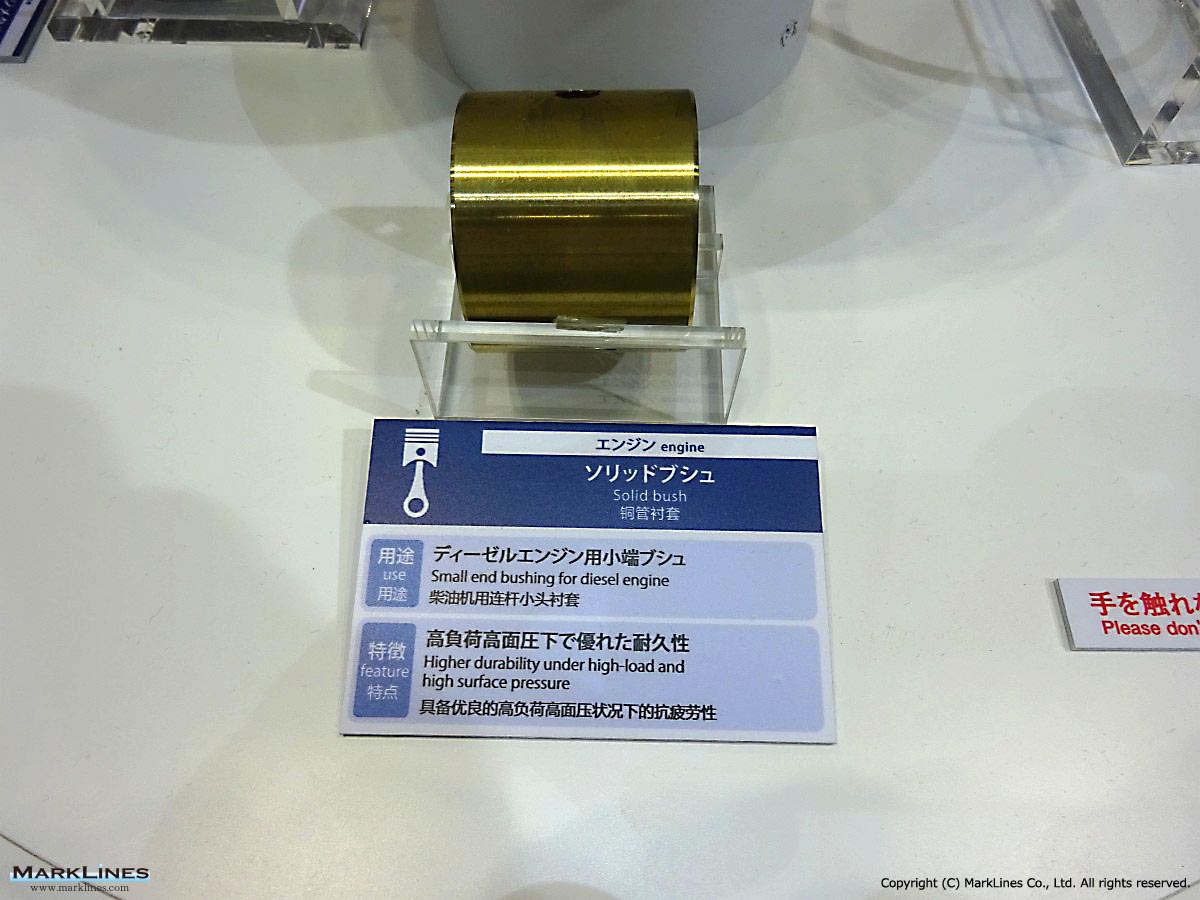 エンジン engine
ソリッドブシュ
Solid bush
铜管衬套
用途
use
用途
ディーゼルエンジン用小端ブシュ
Small end bushing for diesel engine
柴油机用连杆小头衬套
特徴
feature
特点
高負荷高面圧下で優れた耐久性
Higher durability under high-load and
high surface pressure
具备优良的高负荷高面压状况下的抗疲劳性
手を触れ
Please don'
MARKLINES
www.marklines.com
Copyright (C) MarkLines Co., Ltd. All rights reserved.